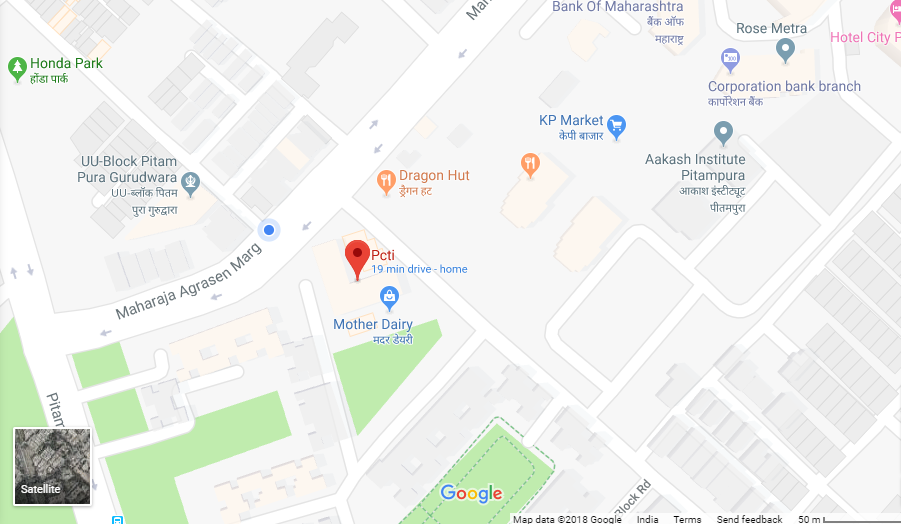 Bank Of Maharashtra
बैंक ऑफ
महाराष्ट्र
Rose Metra
Hotel City P
Honda Park
होंडा पार्क
Corporation bank branch
कार्पोरेशन बैंक
KP Market
केपी बाजार
Aakash Institute
Pitampura
आकाश इंस्टीट्यूट
पीतमपुरा
UU-Block Pitam
Pura Gurudwara
UU-ब्लॉक पितम
पुरा गुरुद्वारा
Dragon Hut
ड्रैगन हट
Pcti
19 min drive - home
Maharaja Agrasen Marg
Mother Dairy
मदर डेयरी
Pitam
Satellite
Google
Block Rd
Map data ©2018 Google India Terms Send feedback 50 m